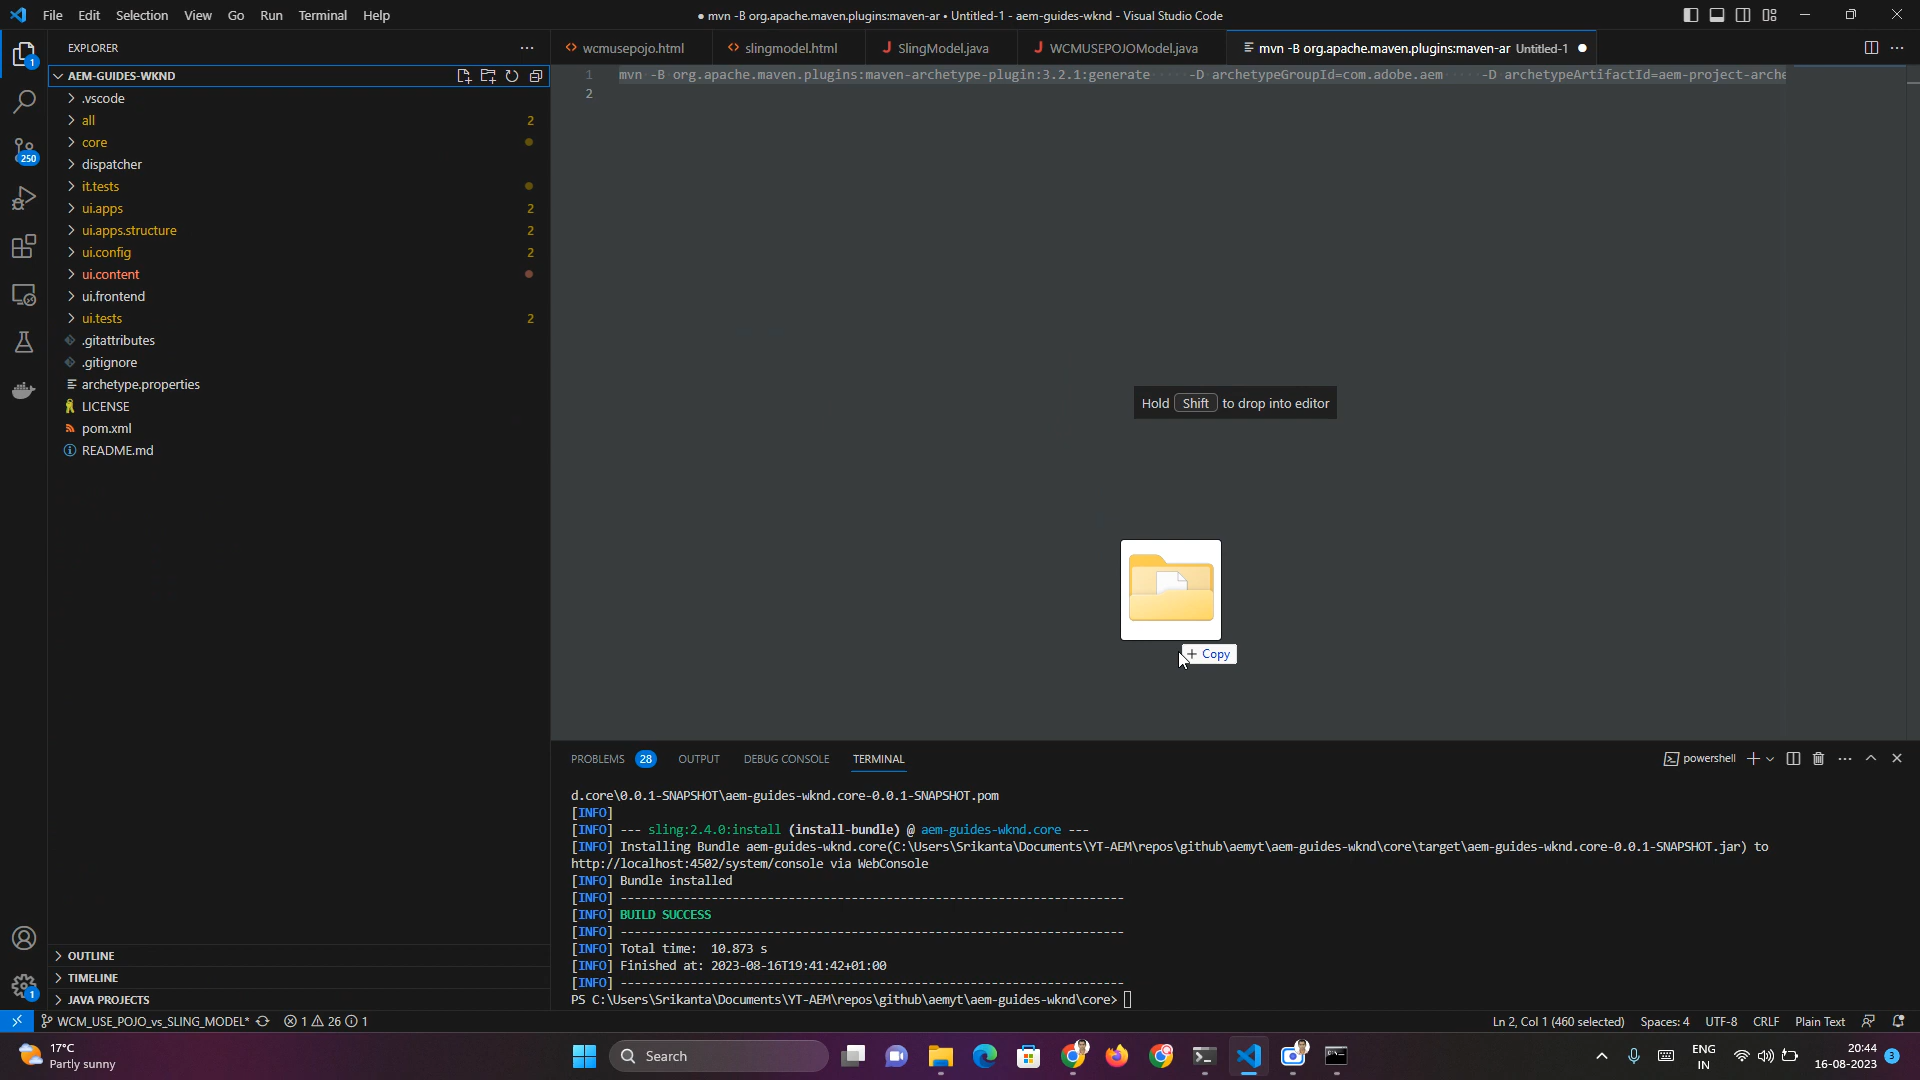 File Edit Selection View Go Run Terminal Help
● mvn -B org.apache.maven.plugins:maven-ar • Untitled-1 - aem-guides-wknd - Visual Studio Code
EXPLORER
wcmusepojo.html
slingmodel.html
SlingModel.java
WCMUSEPOJOModel.java
mvn -B org.apache.maven.plugins:maven-ar Untitled-1
AEM-GUIDES-WKND
1 mvn -B org.apache.maven.plugins:maven-archetype-plugin:3.2.1:generate -D archetypeGroupId=com.adobe.aem -D archetypeArtifactId=aem-project-arche
2
.vscode
all 2
core
dispatcher
it.tests
ui.apps 2
ui.apps.structure 2
ui.config 2
ui.content
ui.frontend
ui.tests 2
.gitattributes
.gitignore
archetype.properties
LICENSE
pom.xml
README.md
1
250
Hold Shift to drop into editor
+ Copy
PROBLEMS 28 OUTPUT DEBUG CONSOLE TERMINAL
powershell
d.core\0.0.1-SNAPSHOT\aem-guides-wknd.core-0.0.1-SNAPSHOT.pom
[INFO]
[INFO] --- sling:2.4.0:install (install-bundle) @ aem-guides-wknd.core ---
[INFO] Installing Bundle aem-guides-wknd.core(C:\Users\Srikanta\Documents\YT-AEM\repos\github\aemyt\aem-guides-wknd\core\target\aem-guides-wknd.core-0.0.1-SNAPSHOT.jar) to
http://localhost:4502/system/console via WebConsole
[INFO] Bundle installed
[INFO] ------------------------------------------------------------------------
[INFO] BUILD SUCCESS
[INFO] ------------------------------------------------------------------------
[INFO] Total time:  10.873 s
[INFO] Finished at: 2023-08-16T19:41:42+01:00
[INFO] ------------------------------------------------------------------------
PS C:\Users\Srikanta\Documents\YT-AEM\repos\github\aemyt\aem-guides-wknd\core>
OUTLINE
TIMELINE
JAVA PROJECTS
1
WCM_USE_POJO_vs_SLING_MODEL* 1 26 1
Ln 2, Col 1 (460 selected) Spaces: 4 UTF-8 CRLF Plain Text
17°C
Partly sunny
Search
ENG
IN
20:44
16-08-2023
3